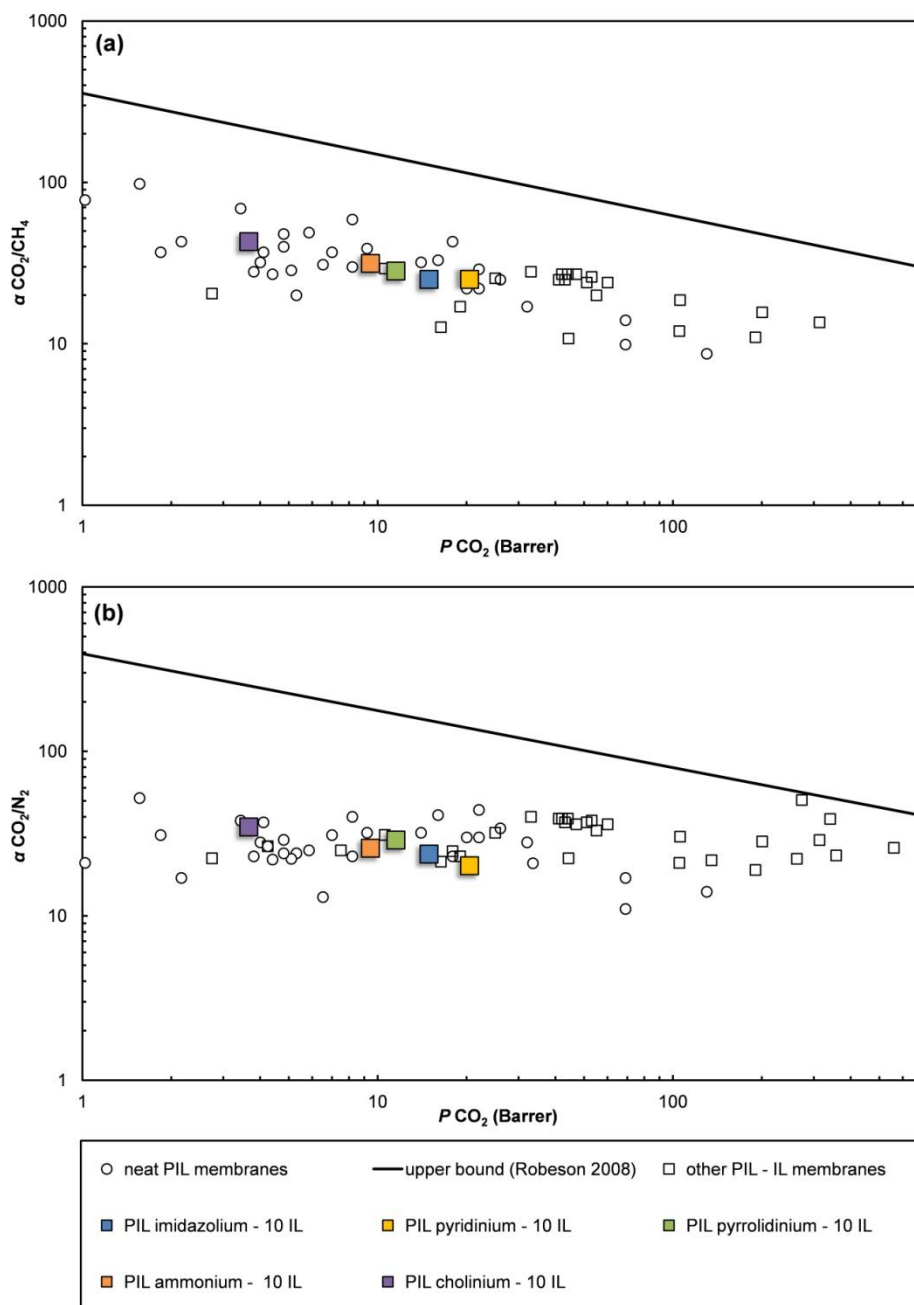 (a)
1000
100
10
1
α CO₂/CH₄
1 10 100
P CO₂ (Barrer)
(b)
1000
100
10
1
α CO₂/N₂
1 10 100
P CO₂ (Barrer)
neat PIL membranes upper bound (Robeson 2008) other PIL - IL membranes
PIL imidazolium - 10 IL PIL pyridinium - 10 IL PIL pyrrolidinium - 10 IL
PIL ammonium - 10 IL PIL cholinium - 10 IL